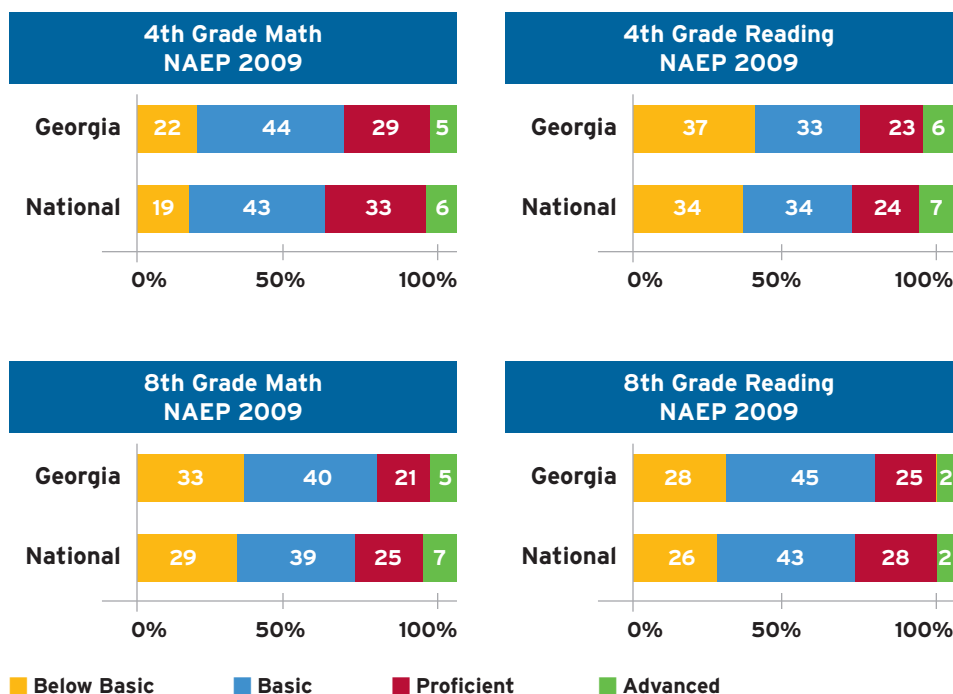 4th Grade Math
NAEP 2009
Georgia 22 44 29 5
National 19 43 33 6
0% 50% 100%
4th Grade Reading
NAEP 2009
Georgia 37 33 23 6
National 34 34 24 7
0% 50% 100%
8th Grade Math
NAEP 2009
Georgia 33 40 21 5
National 29 39 25 7
0% 50% 100%
8th Grade Reading
NAEP 2009
Georgia 28 45 25 2
National 26 43 28 2
0% 50% 100%
Below Basic Basic Proficient Advanced